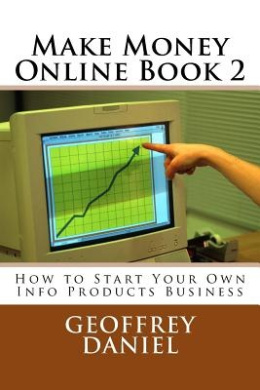 Make Money
Online Book 2
How to Start Your Own
Info Products Business
GEOFFREY
DANIEL